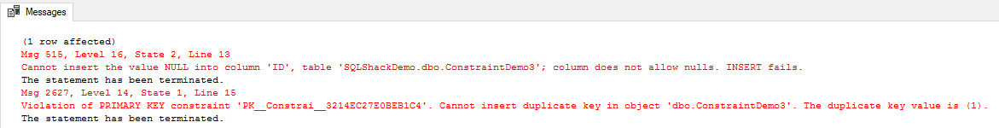 Messages
(1 row affected)
Msg 515, Level 16, State 2, Line 13
Cannot insert the value NULL into column 'ID', table 'SQLShackDemo.dbo.ConstraintDemo3'; column does not allow nulls. INSERT fails.
The statement has been terminated.
Msg 2627, Level 14, State 1, Line 15
Violation of PRIMARY KEY constraint 'PK__Constrai__3214EC27E0BEB1C4'. Cannot insert duplicate key in object 'dbo.ConstraintDemo3'. The duplicate key value is (1).
The statement has been terminated.